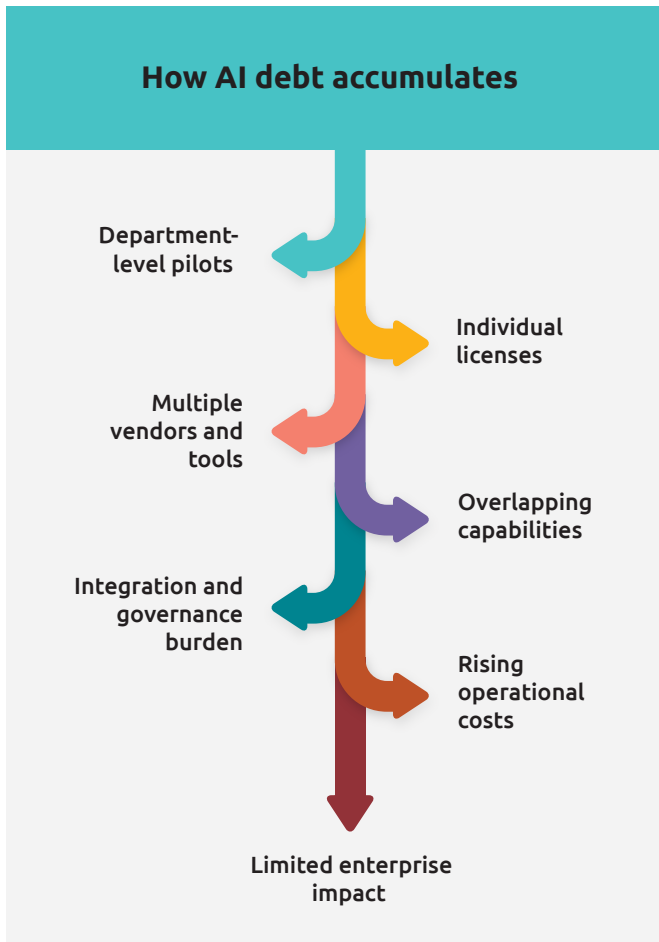 How AI debt accumulates
Department-
level pilots
Individual
licenses
Multiple
vendors and
tools
Overlapping
capabilities
Integration and
governance
burden
Rising
operational
costs
Limited enterprise
impact